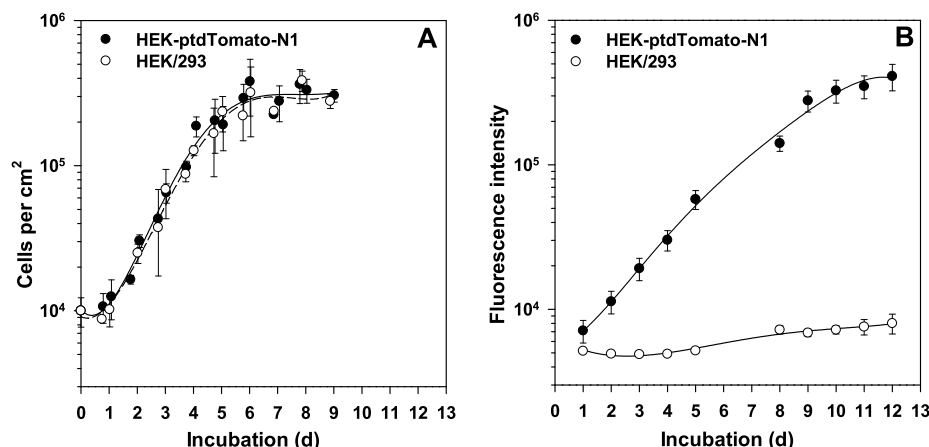 A
HEK-ptdTomato-N1
HEK/293
Cells per cm²
10⁶
10⁵
10⁴
0 1 2 3 4 5 6 7 8 9 10 11 12 13
Incubation (d)
B
HEK-ptdTomato-N1
HEK/293
Fluorescence intensity
10⁶
10⁵
10⁴
0 1 2 3 4 5 6 7 8 9 10 11 12 13
Incubation (d)